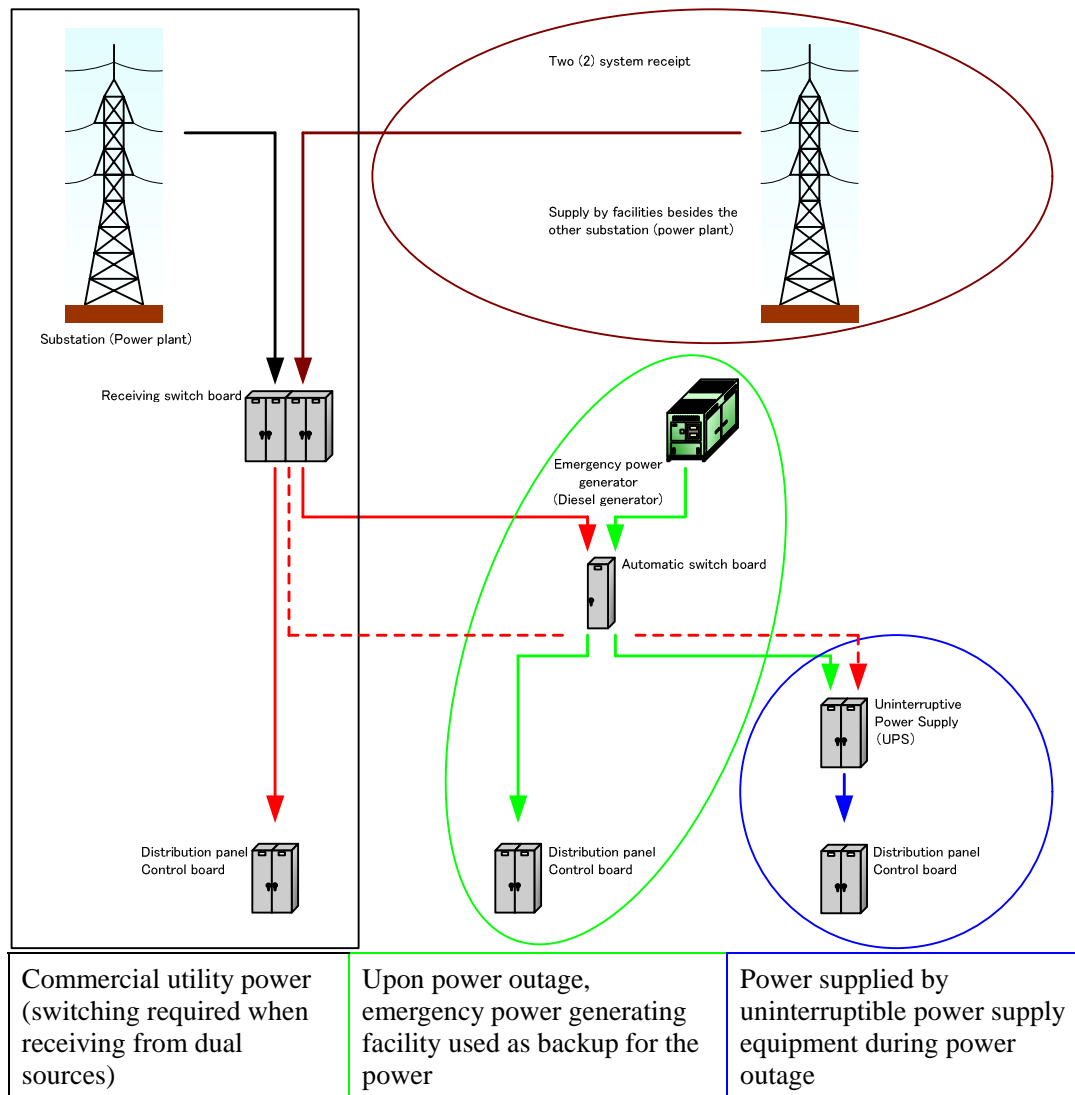 Two (2) system receipt
Supply by facilities besides the
other substation (power plant)
Substation (Power plant)
Receiving switch board
Emergency power
generator
(Diesel generator)
Automatic switch board
Uninterruptive
Power Supply
(UPS)
Distribution panel
Control board
Distribution panel
Control board
Distribution panel
Control board
Commercial utility power
(switching required when
receiving from dual
sources)
Upon power outage,
emergency power generating
facility used as backup for the
power
Power supplied by
uninterruptible power supply
equipment during power
outage